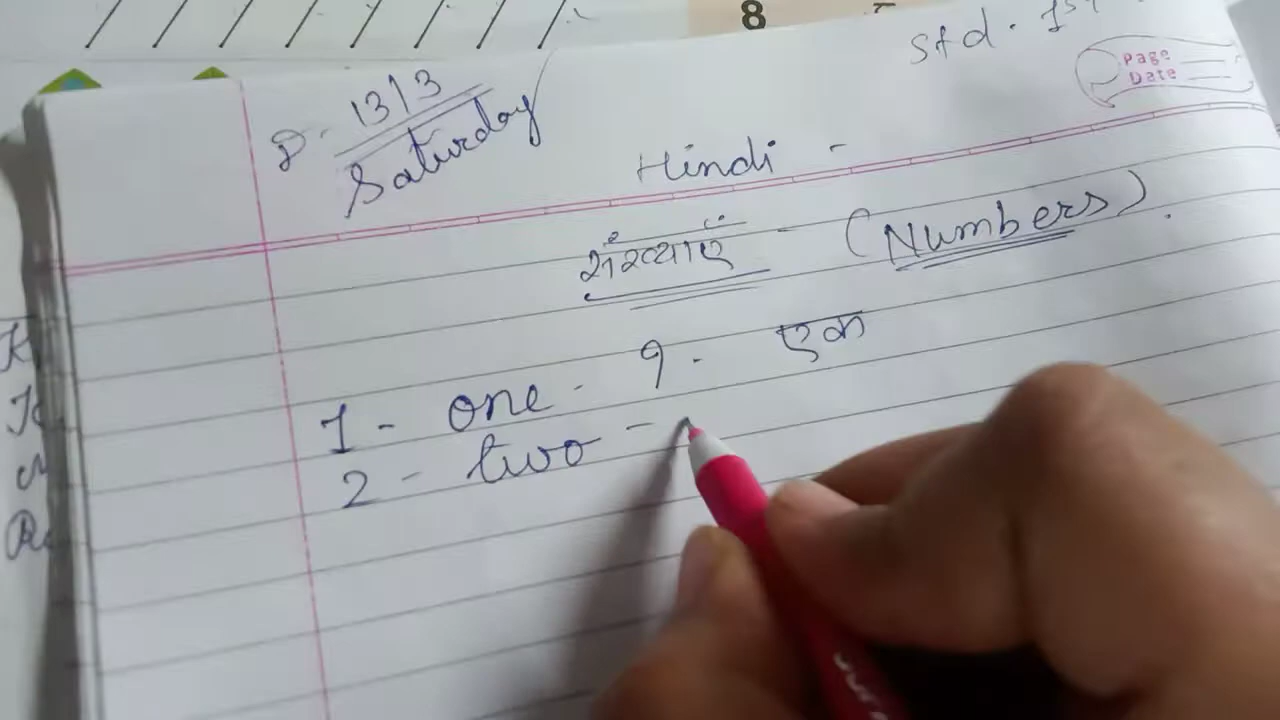 8
Std. 1st
Page
Date
D. 13/3
Saturday
Hindi -
संख्याएँ - (Numbers).
1 - one - १. एक
2 - two -